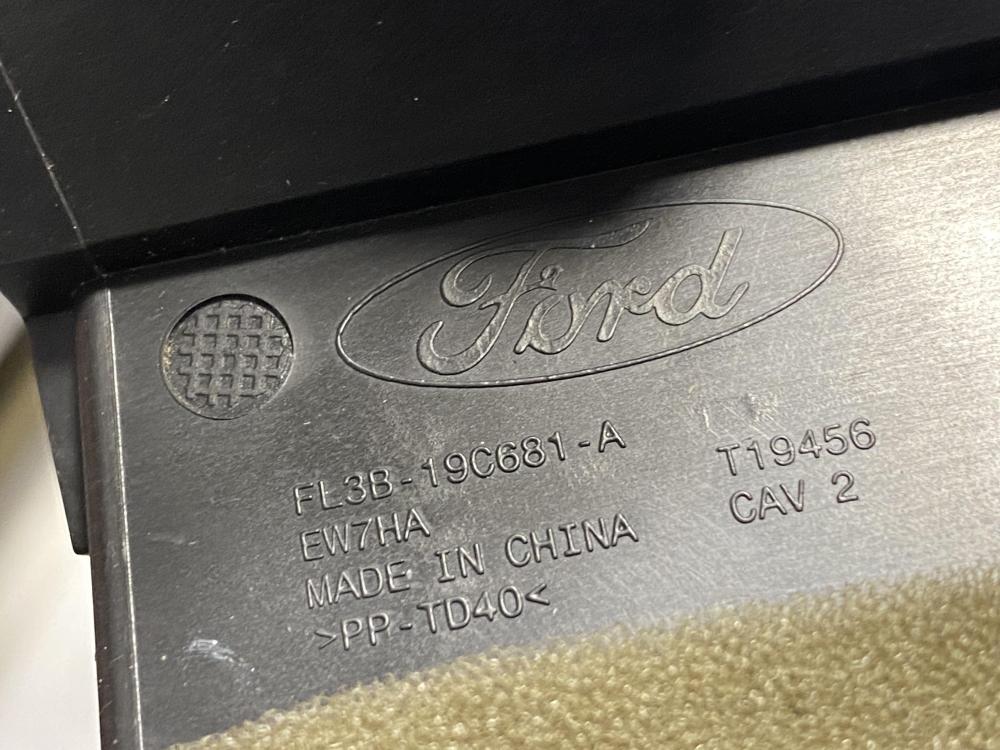 Ford
FL3B-19C681-A
EW7HA
MADE IN CHINA
>PP-TD40<
T19456
CAV 2